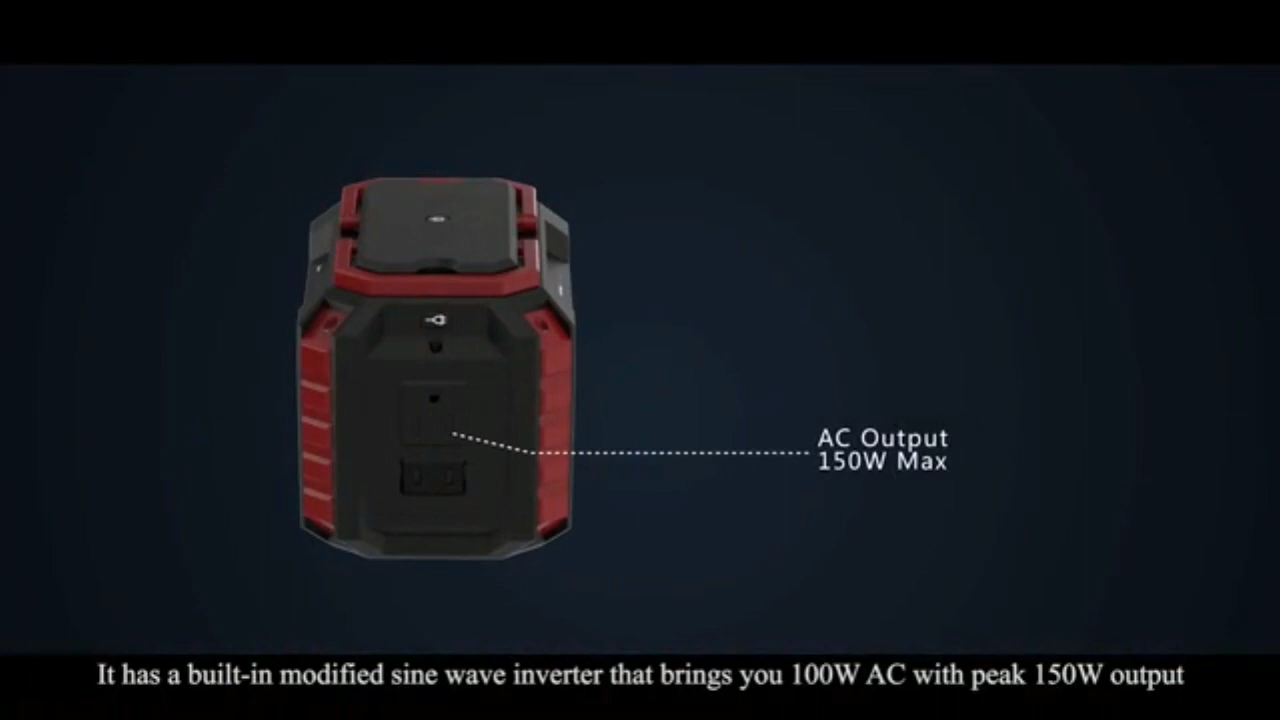 AC Output
150W Max
It has a built-in modified sine wave inverter that brings you 100W AC with peak 150W output